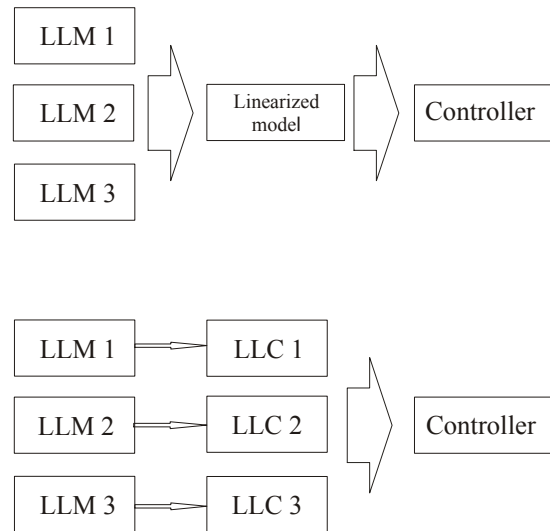 LLM 1
LLM 2
LLM 3
Linearized
model
Controller
LLM 1
LLC 1
LLM 2
LLC 2
LLM 3
LLC 3
Controller